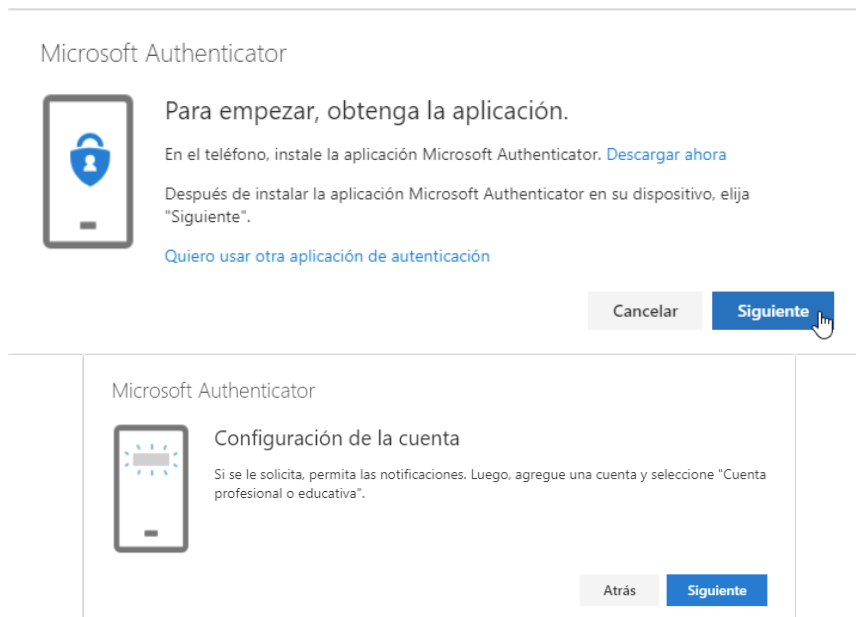 Microsoft Authenticator
Para empezar, obtenga la aplicación.
En el teléfono, instale la aplicación Microsoft Authenticator. Descargar ahora
Después de instalar la aplicación Microsoft Authenticator en su dispositivo, elija
"Siguiente".
Quiero usar otra aplicación de autenticación
Cancelar Siguiente
Microsoft Authenticator
Configuración de la cuenta
Si se le solicita, permita las notificaciones. Luego, agregue una cuenta y seleccione "Cuenta
profesional o educativa".
Atrás Siguiente